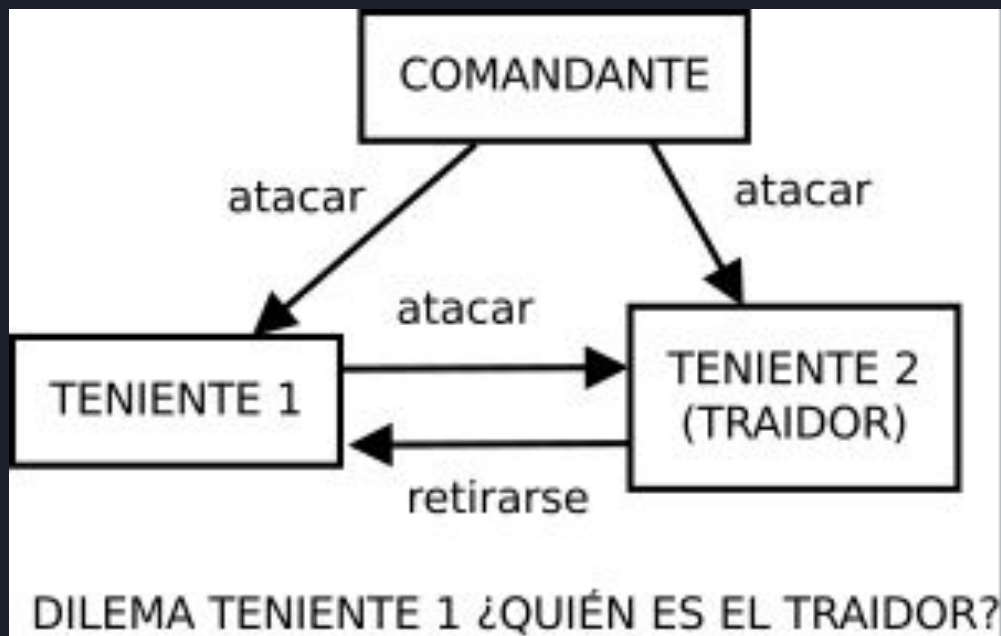 COMANDANTE
atacar
atacar
atacar
TENIENTE 1
TENIENTE 2
(TRAIDOR)
retirarse
DILEMA TENIENTE 1 ¿QUIÉN ES EL TRAIDOR?